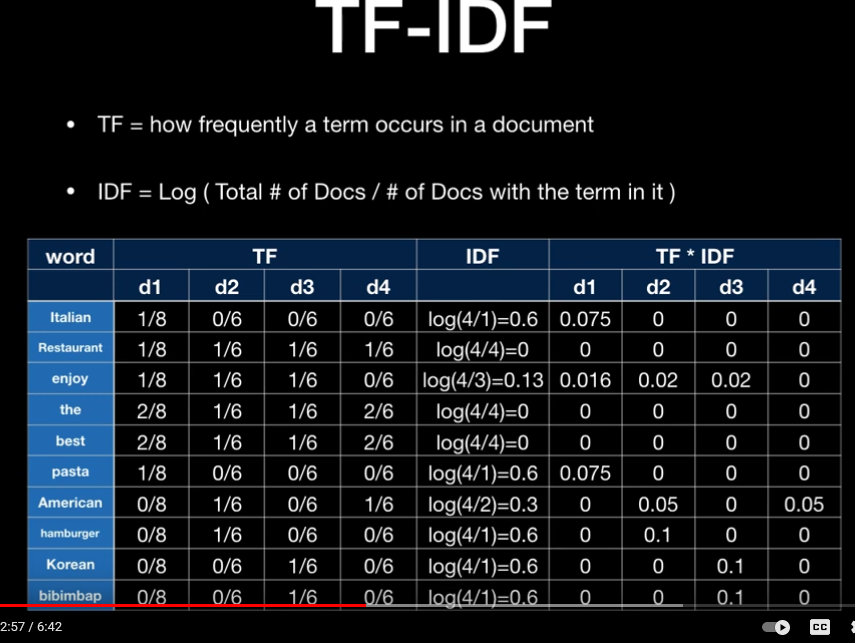 TF-IDF
• TF = how frequently a term occurs in a document
• IDF = Log ( Total # of Docs / # of Docs with the term in it )
word TF IDF TF * IDF
d1 d2 d3 d4 d1 d2 d3 d4
Italian 1/8 0/6 0/6 0/6 log(4/1)=0.6 0.075 0 0 0
Restaurant 1/8 1/6 1/6 1/6 log(4/4)=0 0 0 0 0
enjoy 1/8 1/6 1/6 0/6 log(4/3)=0.13 0.016 0.02 0.02 0
the 2/8 1/6 1/6 2/6 log(4/4)=0 0 0 0 0
best 2/8 1/6 1/6 2/6 log(4/4)=0 0 0 0 0
pasta 1/8 0/6 0/6 0/6 log(4/1)=0.6 0.075 0 0 0
American 0/8 1/6 0/6 1/6 log(4/2)=0.3 0 0.05 0 0.05
hamburger 0/8 1/6 0/6 0/6 log(4/1)=0.6 0 0.1 0 0
Korean 0/8 0/6 1/6 0/6 log(4/1)=0.6 0 0 0.1 0
bibimbap 0/8 0/6 1/6 0/6 log(4/1)=0.6 0 0 0.1 0
2:57 / 6:42 CC